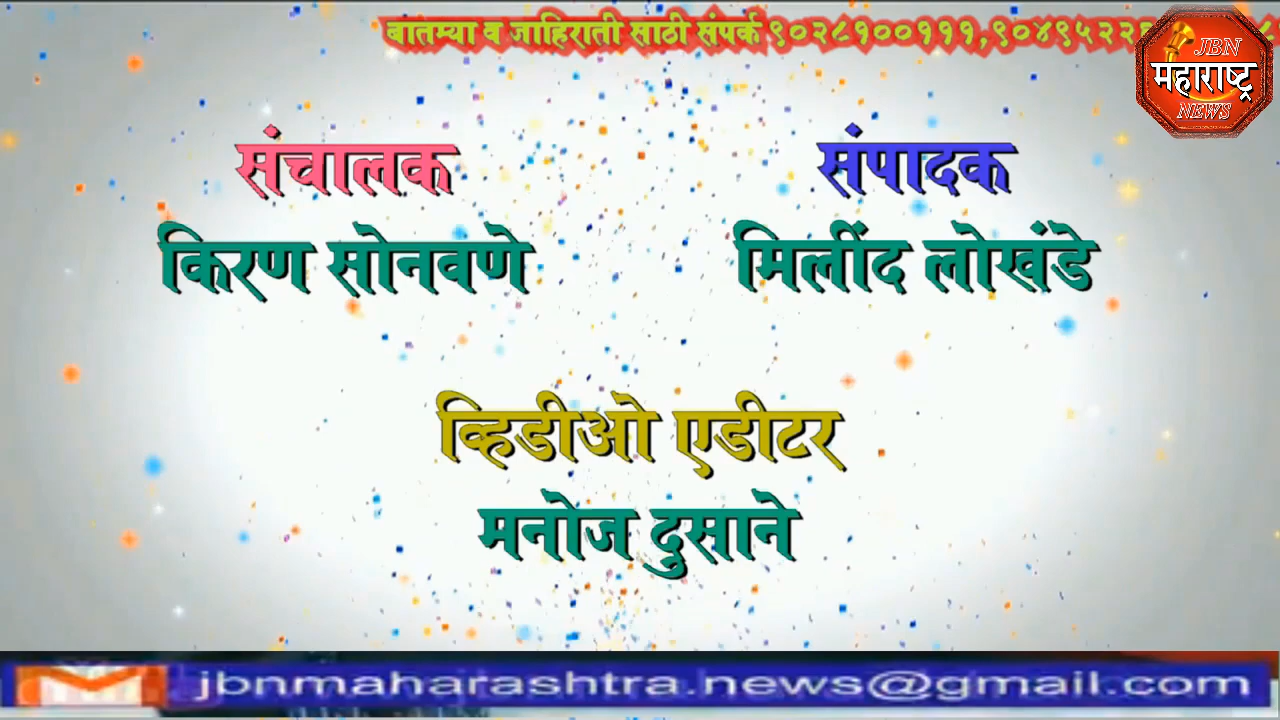 बातम्या व जाहिराती साठी संपर्क ९०२८१००१११,९०४९५२२
JBN
महाराष्ट्र
NEWS
संचालक
संपादक
किरण सोनवणे
मिलींद लोखंडे
व्हिडीओ एडीटर
मनोज दुसाने
jbnmaharashtra.news@gmail.com